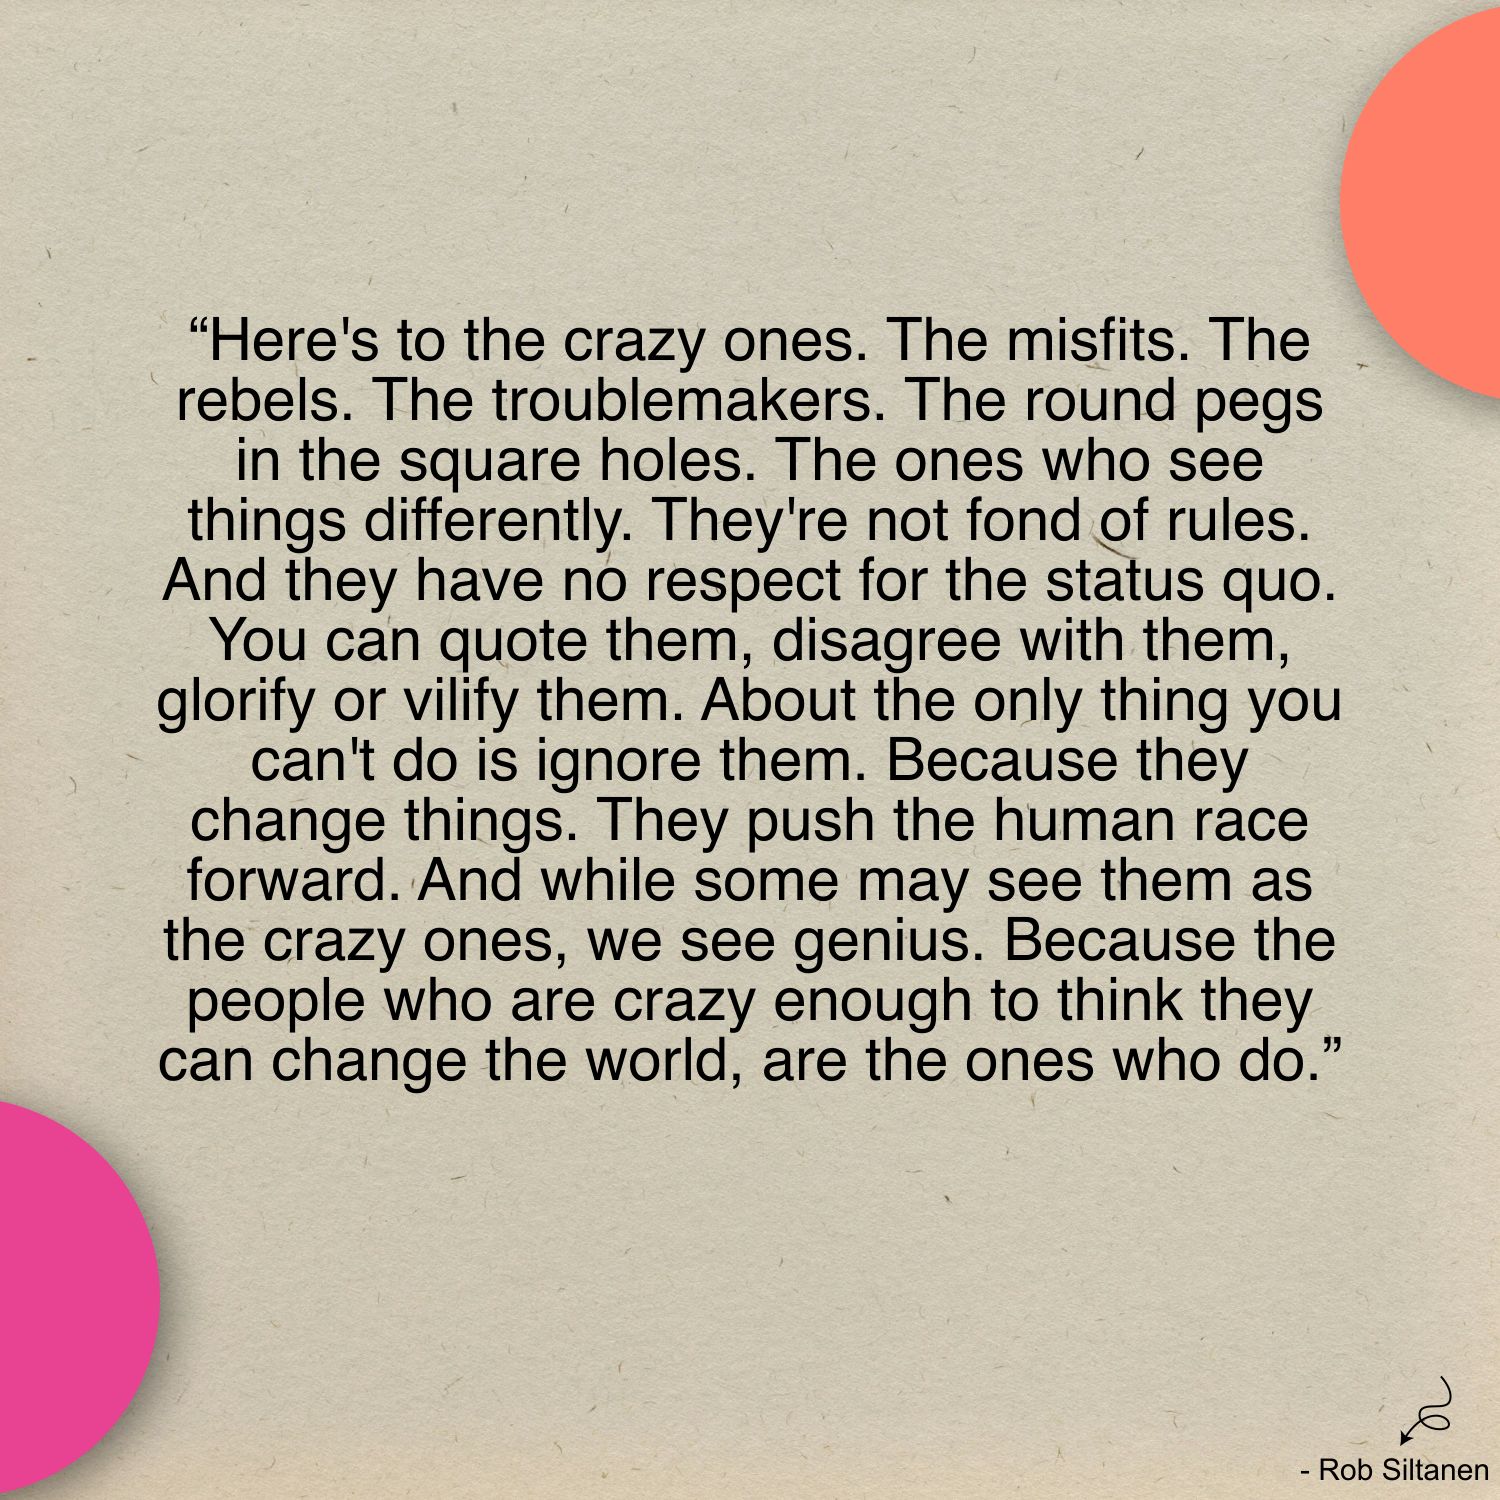 “Here's to the crazy ones. The misfits. The
rebels. The troublemakers. The round pegs
in the square holes. The ones who see
things differently. They're not fond of rules.
And they have no respect for the status quo.
You can quote them, disagree with them,
glorify or vilify them. About the only thing you
can't do is ignore them. Because they
change things. They push the human race
forward. And while some may see them as
the crazy ones, we see genius. Because the
people who are crazy enough to think they
can change the world, are the ones who do.”
- Rob Siltanen